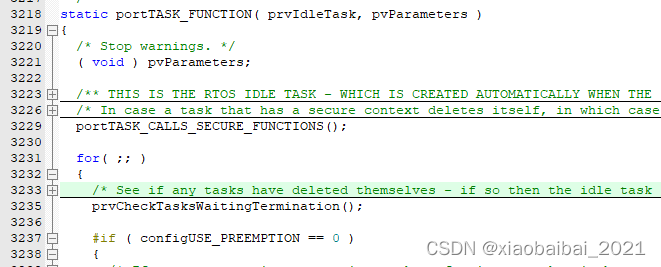 3218 static portTASK_FUNCTION( prvIdleTask, pvParameters )
3219 {
3220 /* Stop warnings. */
3221 ( void ) pvParameters;
3222
3223 /** THIS IS THE RTOS IDLE TASK - WHICH IS CREATED AUTOMATICALLY WHEN THE
3226 /* In case a task that has a secure context deletes itself, in which case
3229 portTASK_CALLS_SECURE_FUNCTIONS();
3230
3231 for( ;; )
3232 {
3233 /* See if any tasks have deleted themselves - if so then the idle task
3235 prvCheckTasksWaitingTermination();
3236
3237 #if ( configUSE_PREEMPTION == 0 )
3238 {
CSDN @xiaobaibai_2021